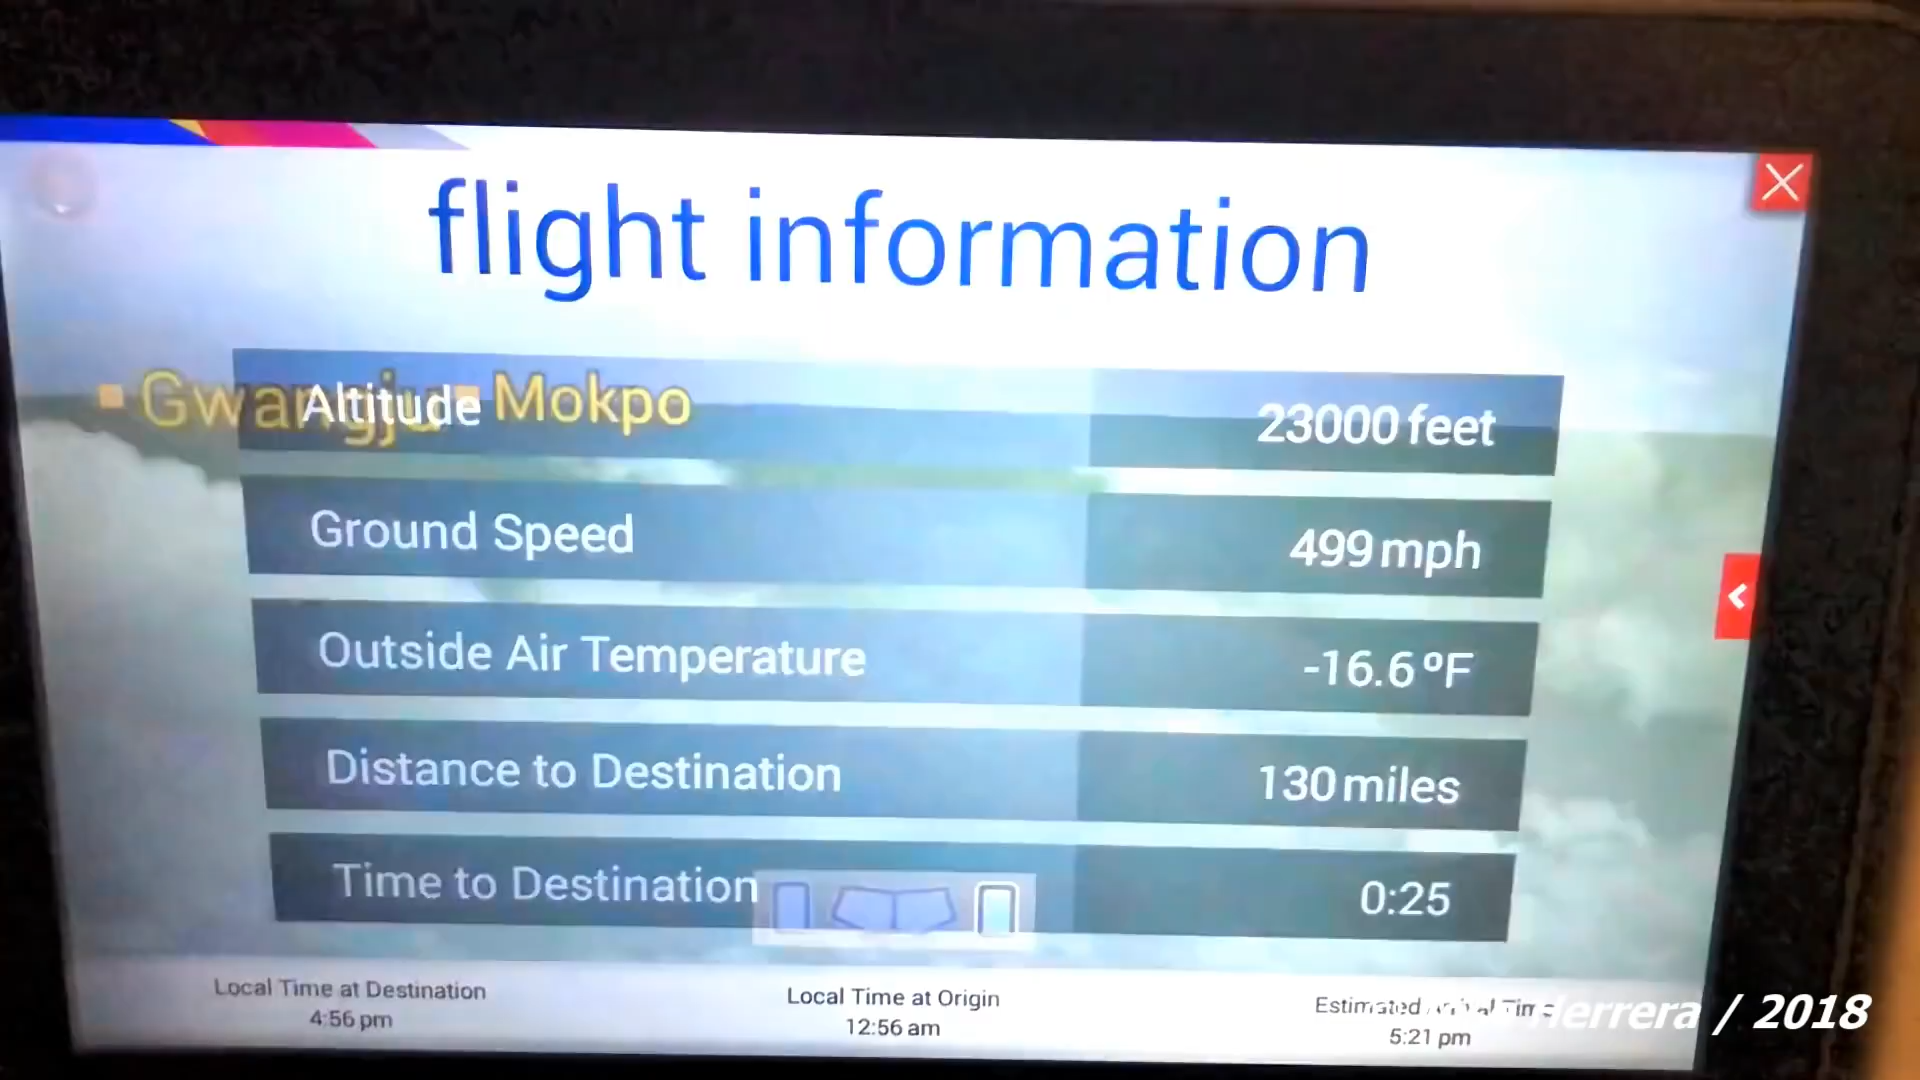 flight information
Gwangju Mokpo
Altitude 23000 feet
Ground Speed 499 mph
Outside Air Temperature -16.6 ºF
Distance to Destination 130 miles
Time to Destination 0:25
Local Time at Destination
4:56 pm
Local Time at Origin
12:56 am
Estimated Time
5:21 pm
Herrera / 2018